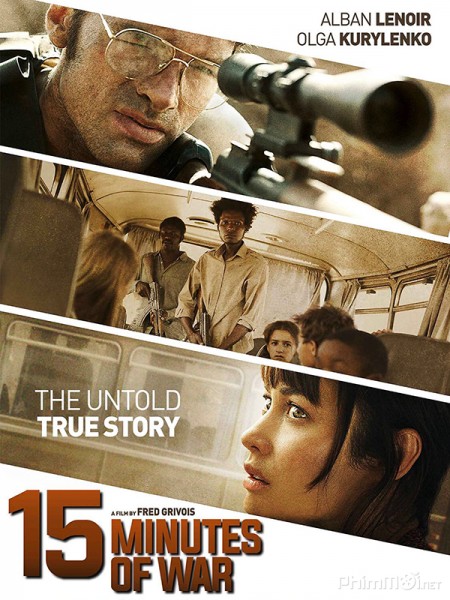 ALBAN LENOIR
OLGA KURYLENKO
THE UNTOLD
TRUE STORY
A FILM BY FRED GRIVOIS
15 MINUTES
OF WAR
PHIMMOI.NET